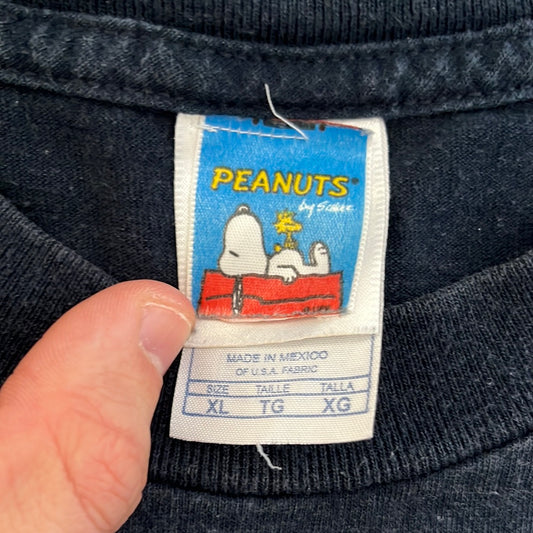 PEANUTS
by Schulz
MADE IN MEXICO
OF U.S.A. FABRIC
SIZE TAILLE TALLA
XL TG XG